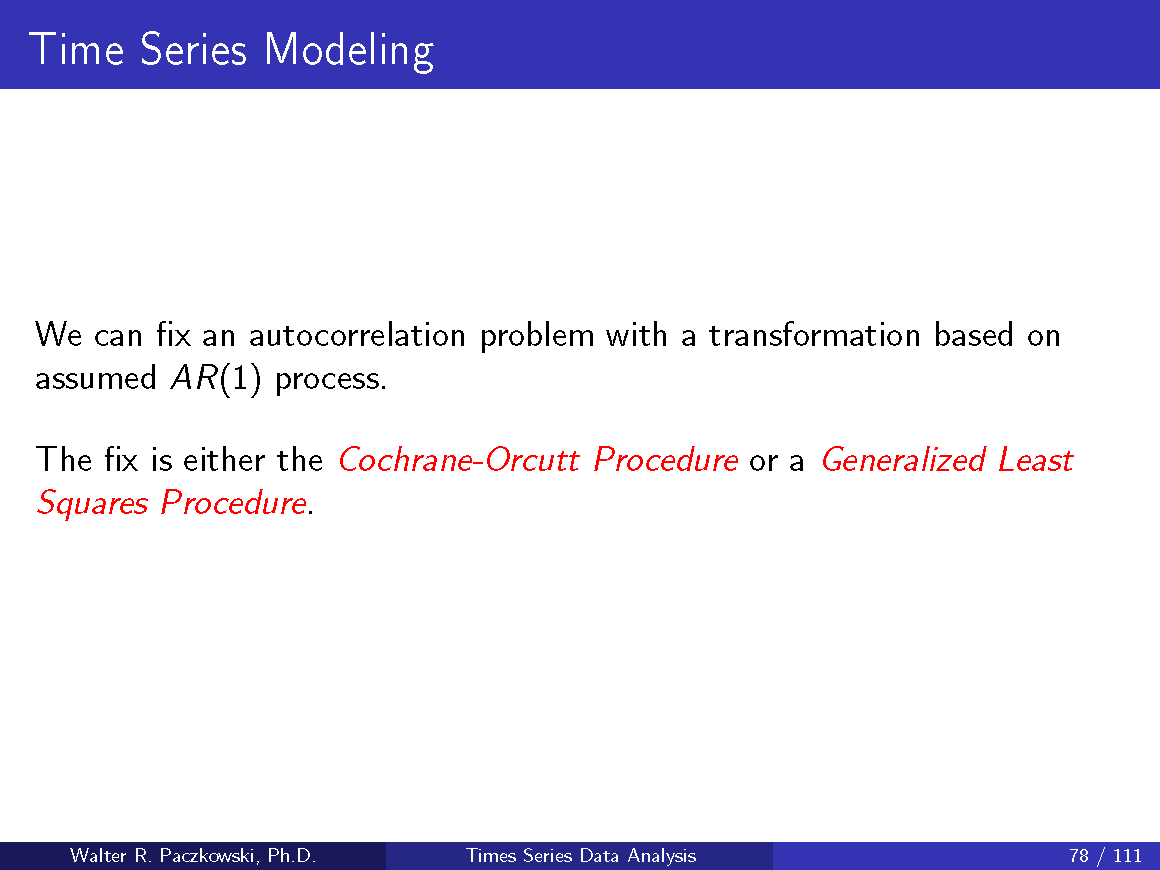 Time Series Modeling
We can fix an autocorrelation problem with a transformation based on
assumed AR(1) process.
The fix is either the Cochrane-Orcutt Procedure or a Generalized Least
Squares Procedure.
Walter R. Paczkowski, Ph.D.
Times Series Data Analysis
78 / 111